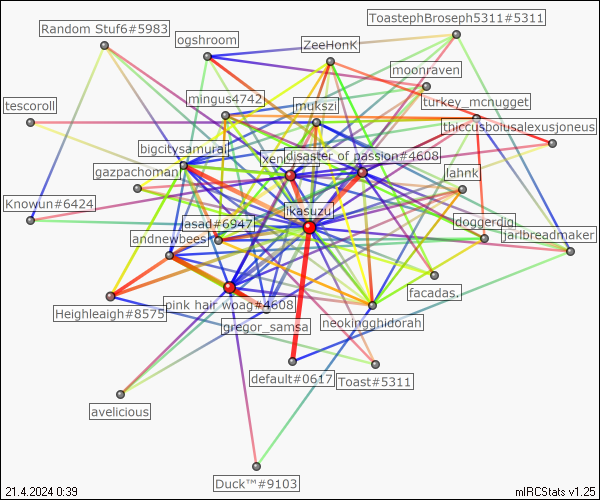 ToastephBroseph5311#5311
Random Stuf6#5983
ogshroom
ZeeHonK
moonraven
mingus4742
turkey_mcnugget
tescoroll
mukszi
thiccusboiusalexusjoneus
bigcitysamurai
disaster of passion#4608
gazpachoman
lahnk
Knowun#6424
ikasuzu
asad#6947
doggerdig
jarlbreadmaker
andnewbees
facadas.
pink hair woag#4608
Heighleaigh#8575
gregor_samsa
neokingghidorah
default#0617
Toast#5311
avelicious
Duck™#9103
21.4.2024 0:39
mIRCStats v1.25